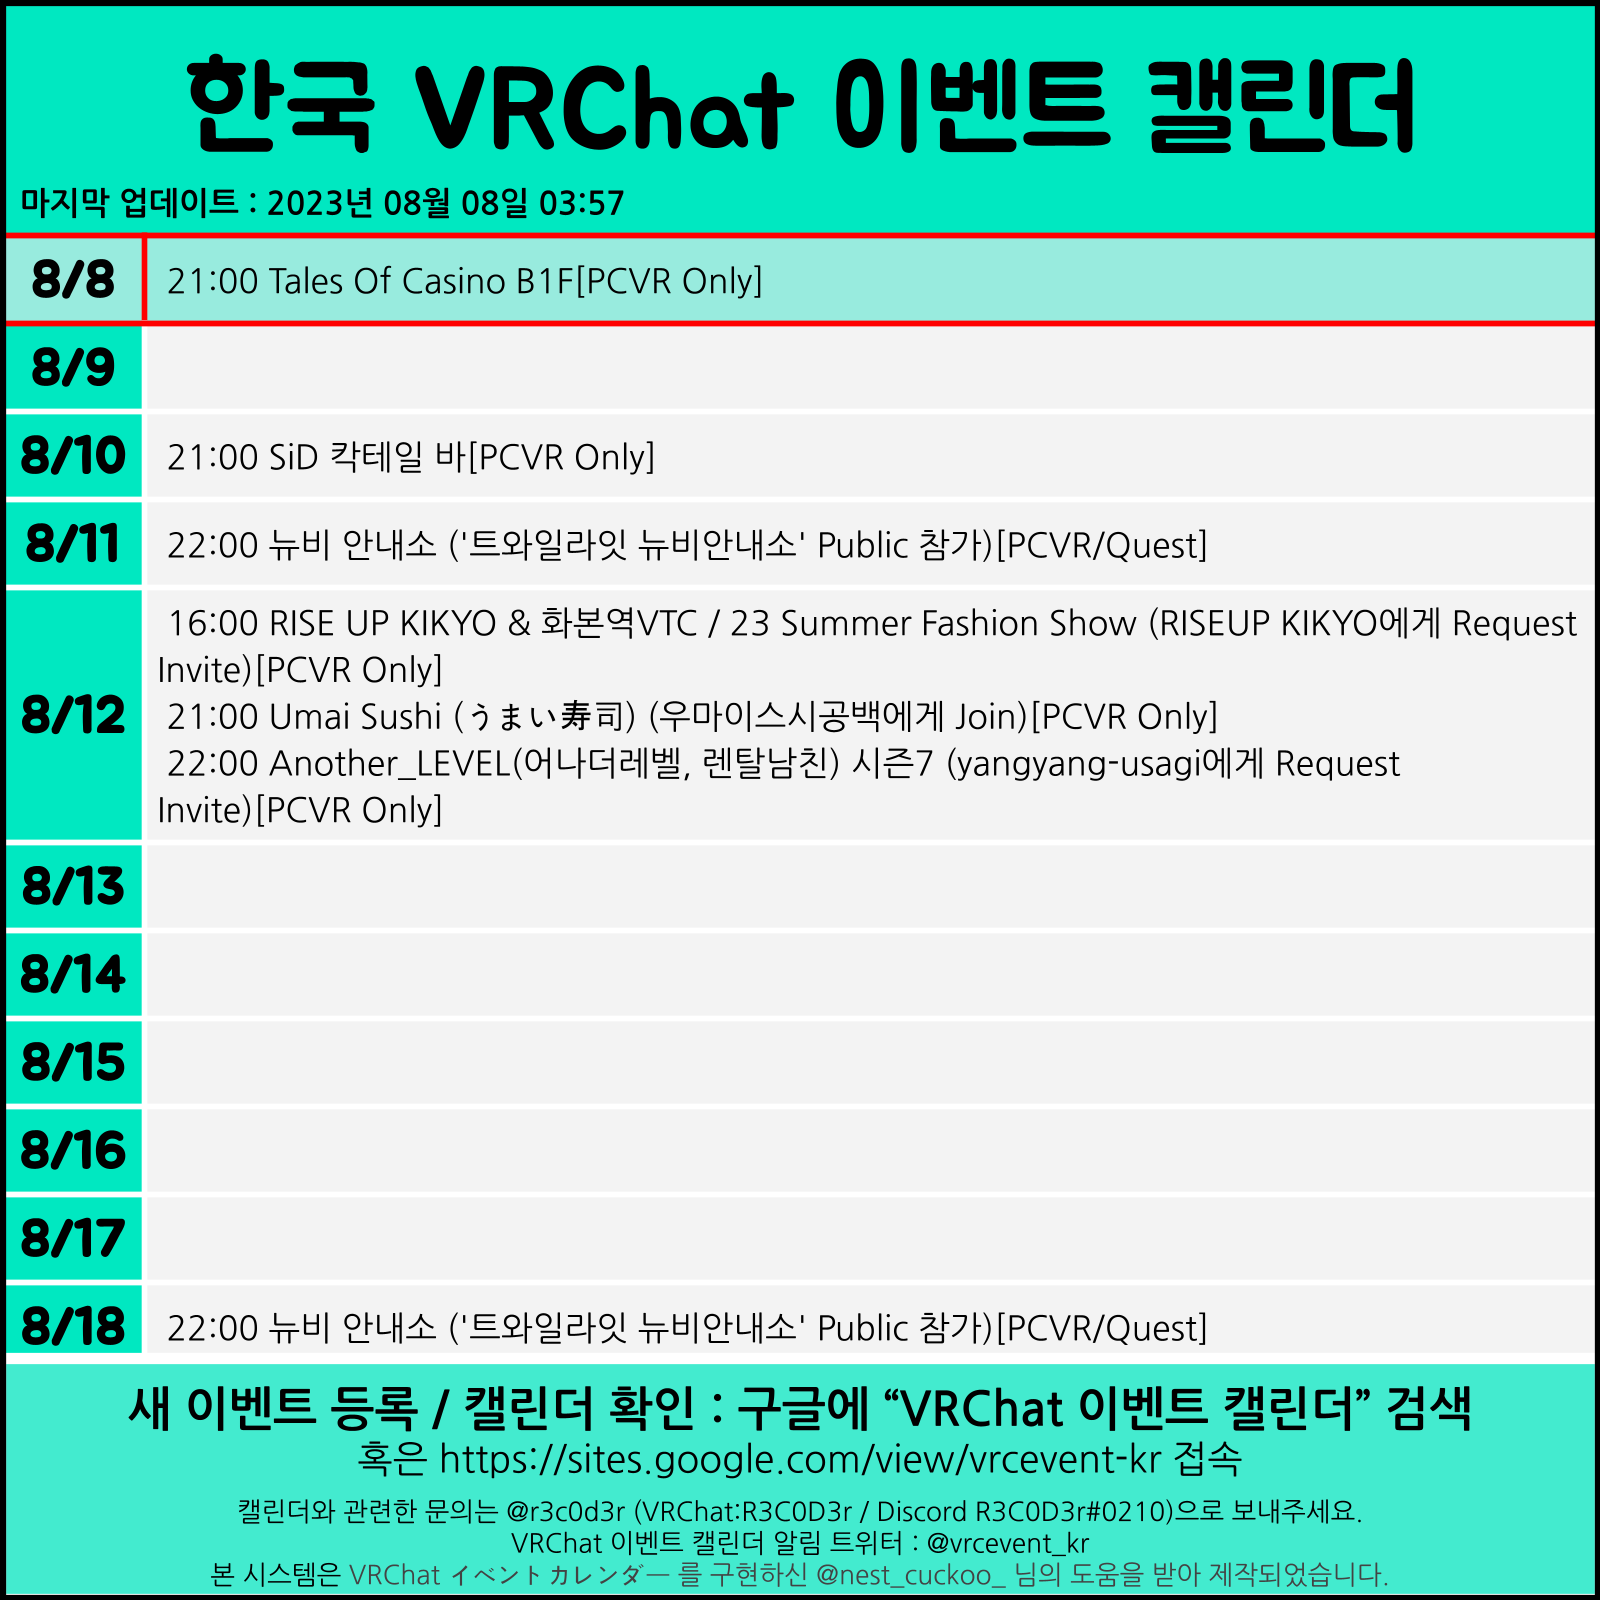 한국 VRChat 이벤트 캘린더
마지막 업데이트 : 2023년 08월 08일 03:57
8/8 21:00 Tales Of Casino B1F[PCVR Only]
8/9
8/10 21:00 SiD 칵테일 바[PCVR Only]
8/11 22:00 뉴비 안내소 ('트와일라잇 뉴비안내소' Public 참가)[PCVR/Quest]
8/12
16:00 RISE UP KIKYO & 화본역VTC / 23 Summer Fashion Show (RISEUP KIKYO에게 Request
Invite)[PCVR Only]
21:00 Umai Sushi (うまい寿司) (우마이스시공백에게 Join)[PCVR Only]
22:00 Another_LEVEL(어나더레벨, 렌탈남친) 시즌7 (yangyang-usagi에게 Request
Invite)[PCVR Only]
8/13
8/14
8/15
8/16
8/17
8/18 22:00 뉴비 안내소 ('트와일라잇 뉴비안내소' Public 참가)[PCVR/Quest]
새 이벤트 등록 / 캘린더 확인 : 구글에 “VRChat 이벤트 캘린더” 검색
혹은 https://sites.google.com/view/vrcevent-kr 접속
캘린더와 관련한 문의는 @r3c0d3r (VRChat:R3C0D3r / Discord R3C0D3r#0210)으로 보내주세요.
VRChat 이벤트 캘린더 알림 트위터 : @vrcevent_kr
본 시스템은 VRChat イベントカレンダー 를 구현하신 @nest_cuckoo_ 님의 도움을 받아 제작되었습니다.